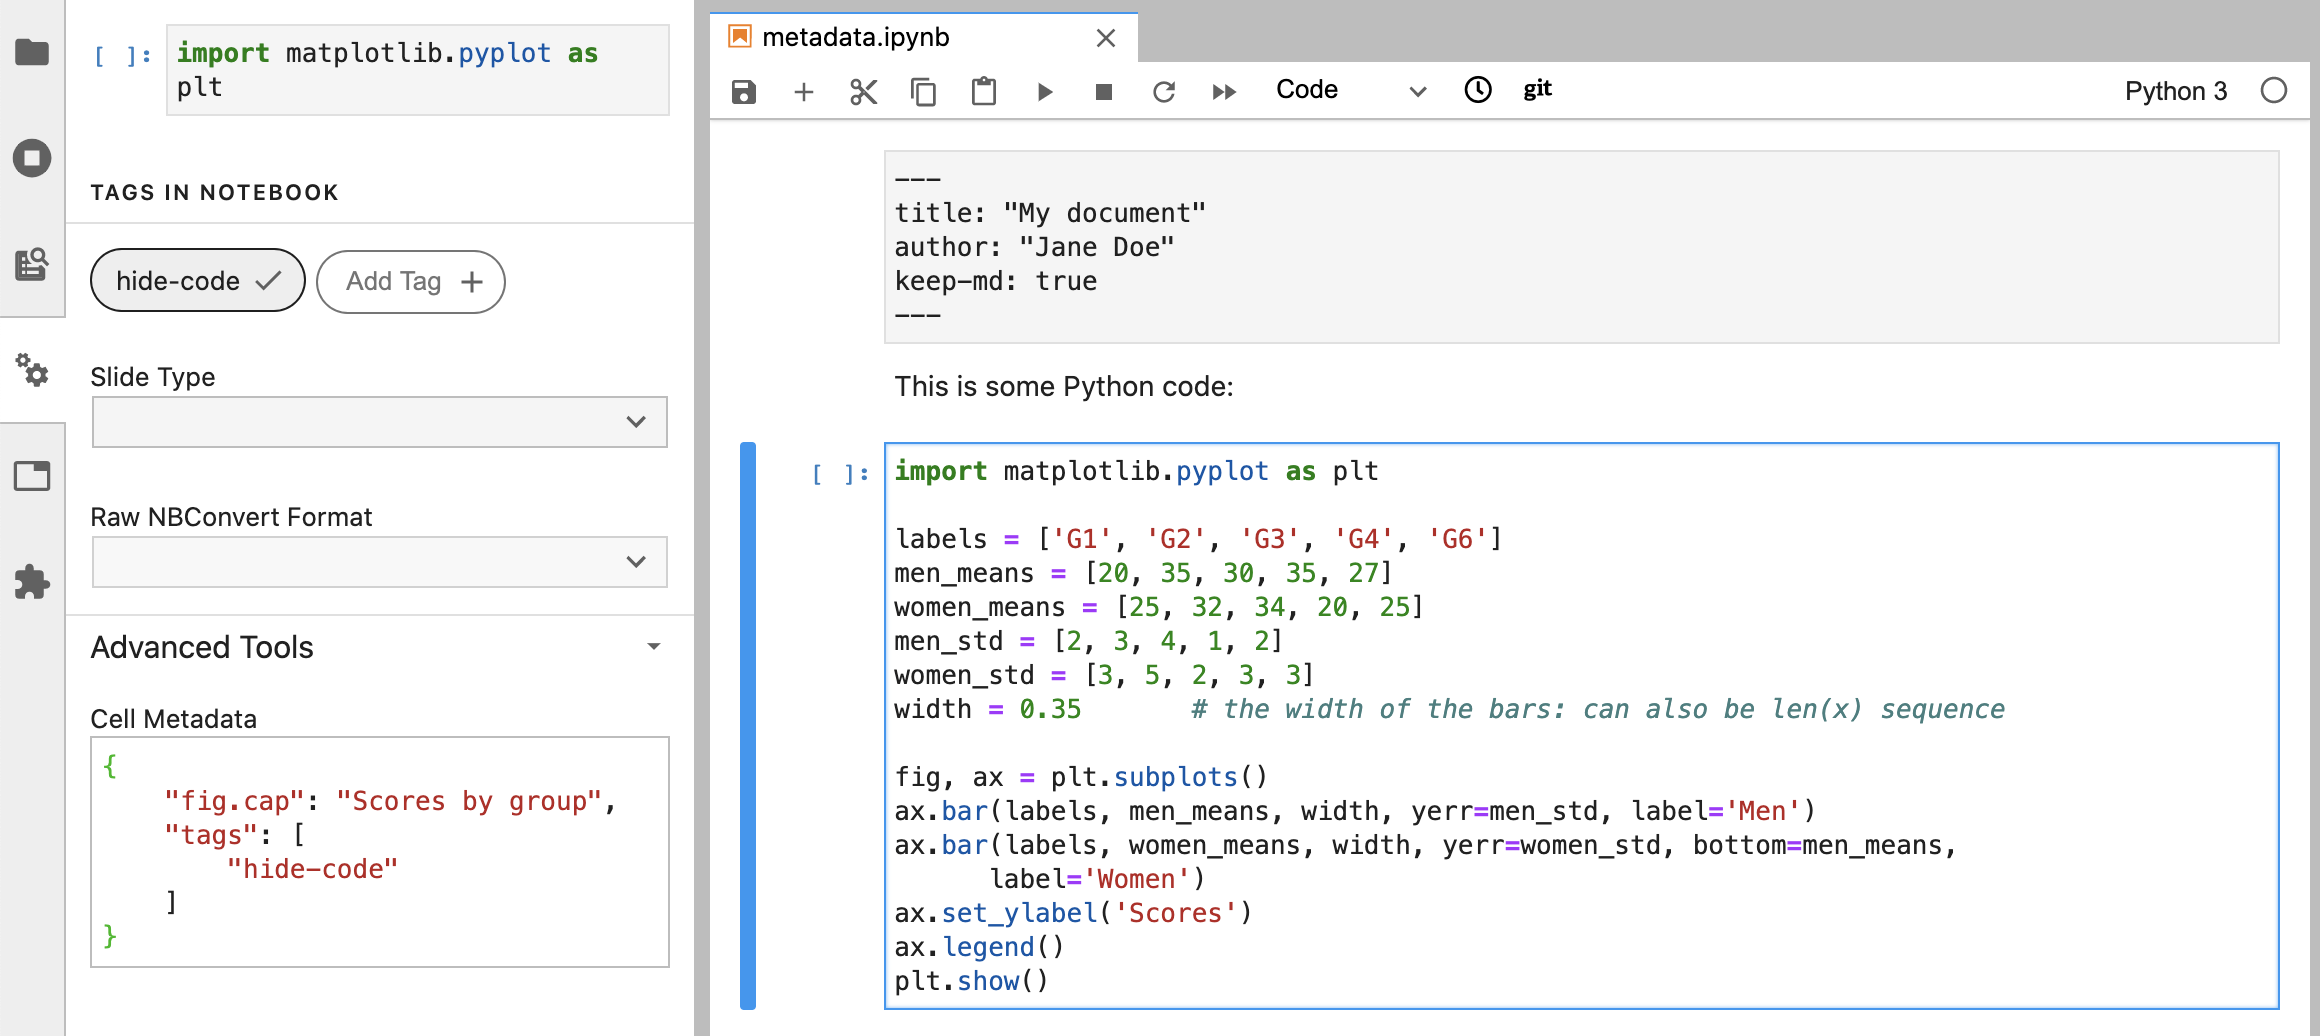 [ ]: import matplotlib.pyplot as
plt
TAGS IN NOTEBOOK
hide-code
Add Tag +
Slide Type
Raw NBConvert Format
Advanced Tools
Cell Metadata
{
    "fig.cap": "Scores by group",
    "tags": [
        "hide-code"
    ]
}
metadata.ipynb
Code
git
Python 3
---
title: "My document"
author: "Jane Doe"
keep-md: true
---
This is some Python code:
[ ]: import matplotlib.pyplot as plt
labels = ['G1', 'G2', 'G3', 'G4', 'G6']
men_means = [20, 35, 30, 35, 27]
women_means = [25, 32, 34, 20, 25]
men_std = [2, 3, 4, 1, 2]
women_std = [3, 5, 2, 3, 3]
width = 0.35       # the width of the bars: can also be len(x) sequence
fig, ax = plt.subplots()
ax.bar(labels, men_means, width, yerr=men_std, label='Men')
ax.bar(labels, women_means, width, yerr=women_std, bottom=men_means,
      label='Women')
ax.set_ylabel('Scores')
ax.legend()
plt.show()